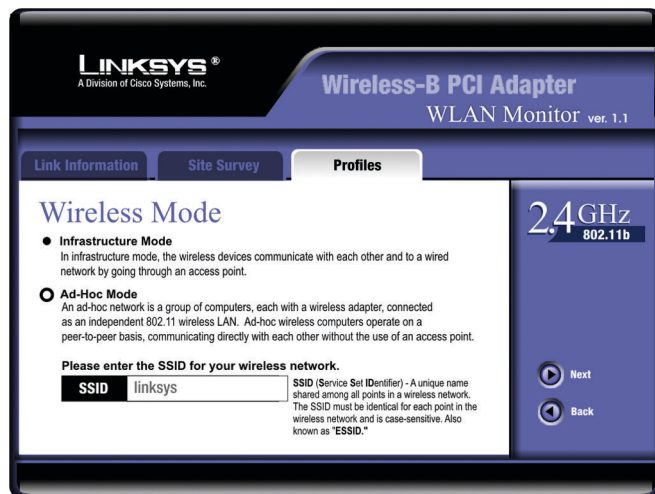 LINKSYS®
A Division of Cisco Systems, Inc.
Wireless-B PCI Adapter
WLAN Monitor ver. 1.1
Link Information
Site Survey
Profiles
Wireless Mode
Infrastructure Mode
In infrastructure mode, the wireless devices communicate with each other and to a wired
network by going through an access point.
Ad-Hoc Mode
An ad-hoc network is a group of computers, each with a wireless adapter, connected
as an independent 802.11 wireless LAN. Ad-hoc wireless computers operate on a
peer-to-peer basis, communicating directly with each other without the use of an access point.
Please enter the SSID for your wireless network.
SSID
linksys
SSID (Service Set IDentifier) - A unique name
shared among all points in a wireless network.
The SSID must be identical for each point in the
wireless network and is case-sensitive. Also
known as "ESSID."
2.4GHz
802.11b
Next
Back